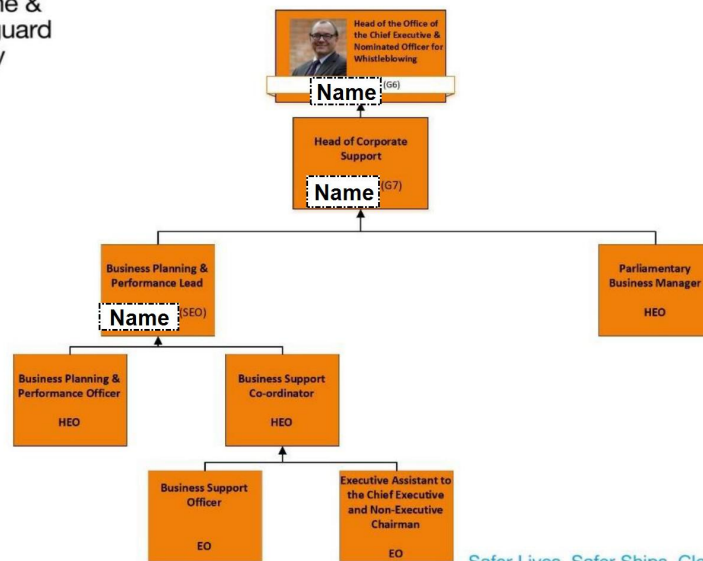 ne &
uard
y
Head of the Office of
the Chief Executive &
Nominated Officer for
Whistleblowing
Name (G6)
Head of Corporate
Support
Name (G7)
Business Planning &
Performance Lead
Name (SEO)
Parliamentary
Business Manager
HEO
Business Planning &
Performance Officer
HEO
Business Support
Co-ordinator
HEO
Business Support
Officer
EO
Executive Assistant to
the Chief Executive
and Non-Executive
Chairman
EO
Safer Lives, Safer Ships, Cle